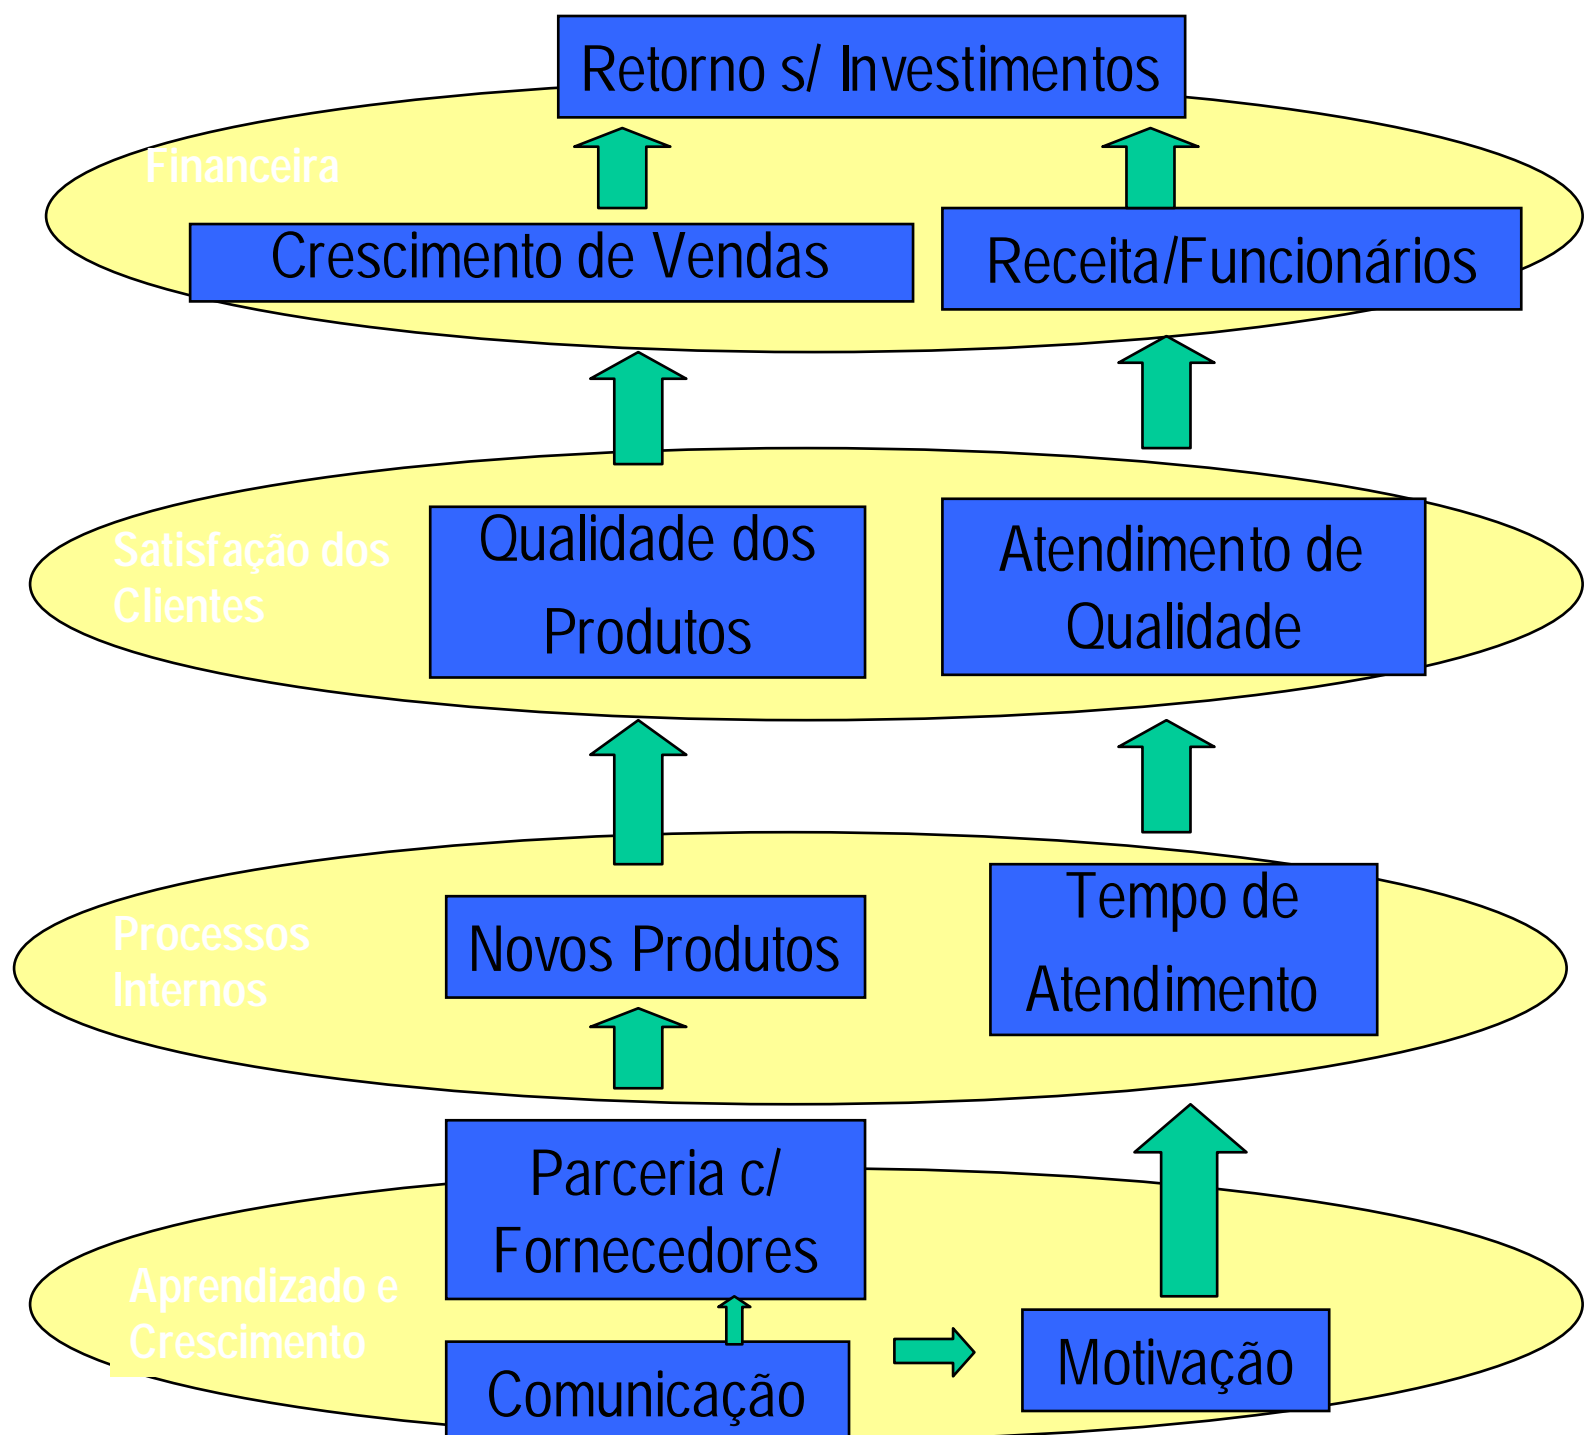 Retorno s/ Investimentos
Financeira
Crescimento de Vendas
Receita/Funcionários
Satisfação dos
Clientes
Qualidade dos
Produtos
Atendimento de
Qualidade
Processos
Internos
Novos Produtos
Tempo de
Atendimento
Parceria c/
Fornecedores
Aprendizado e
Crescimento
Comunicação
Motivação